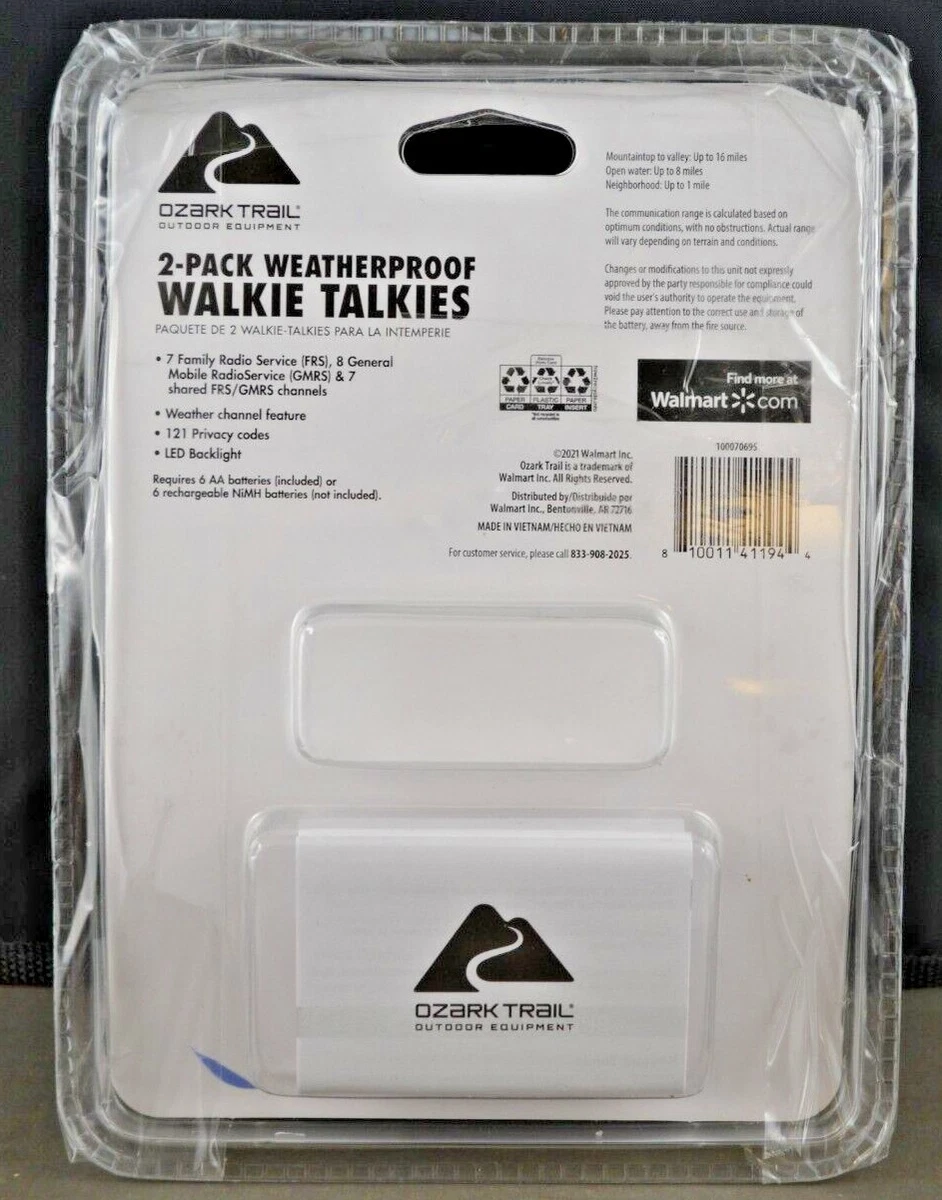 OZARK TRAIL®
OUTDOOR EQUIPMENT
2-PACK WEATHERPROOF
WALKIE TALKIES
PAQUETE DE 2 WALKIE-TALKIES PARA LA INTEMPERIE
• 7 Family Radio Service (FRS), 8 General
Mobile RadioService (GMRS) & 7
shared FRS/GMRS channels
• Weather channel feature
• 121 Privacy codes
• LED Backlight
Requires 6 AA batteries (included) or
6 rechargeable NiMH batteries (not included).
Mountaintop to valley: Up to 16 miles
Open water: Up to 8 miles
Neighborhood: Up to 1 mile
The communication range is calculated based on
optimum conditions, with no obstructions. Actual range
will vary depending on terrain and conditions.
Changes or modifications to this unit not expressly
approved by the party responsible for compliance could
void the user's authority to operate the equipment.
Please pay attention to the correct use and storage of
the battery, away from the fire source.
PAPER
CARD
PLASTIC
TRAY
PAPER
INSERT
Find more at
Walmart com
©2021 Walmart Inc.
Ozark Trail is a trademark of
Walmart Inc. All Rights Reserved.
Distributed by/Distribuido por
Walmart Inc., Bentonville, AR 72716
MADE IN VIETNAM/HECHO EN VIETNAM
For customer service, please call 833-908-2025.
100070695
8 10011 41194 4
OZARK TRAIL®
OUTDOOR EQUIPMENT